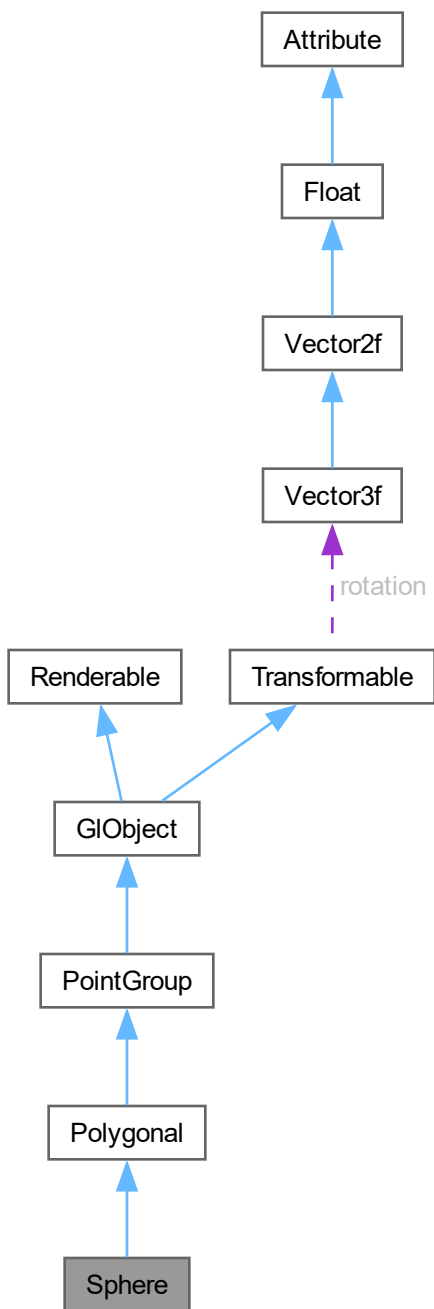 Attribute
Float
Vector2f
Vector3f
rotation
Renderable
Transformable
GlObject
PointGroup
Polygonal
Sphere